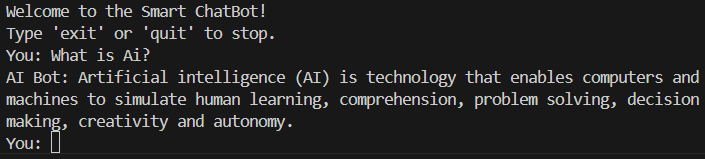 Welcome to the Smart ChatBot!
Type 'exit' or 'quit' to stop.
You: What is Ai?
AI Bot: Artificial intelligence (AI) is technology that enables computers and
machines to simulate human learning, comprehension, problem solving, decision
making, creativity and autonomy.
You: